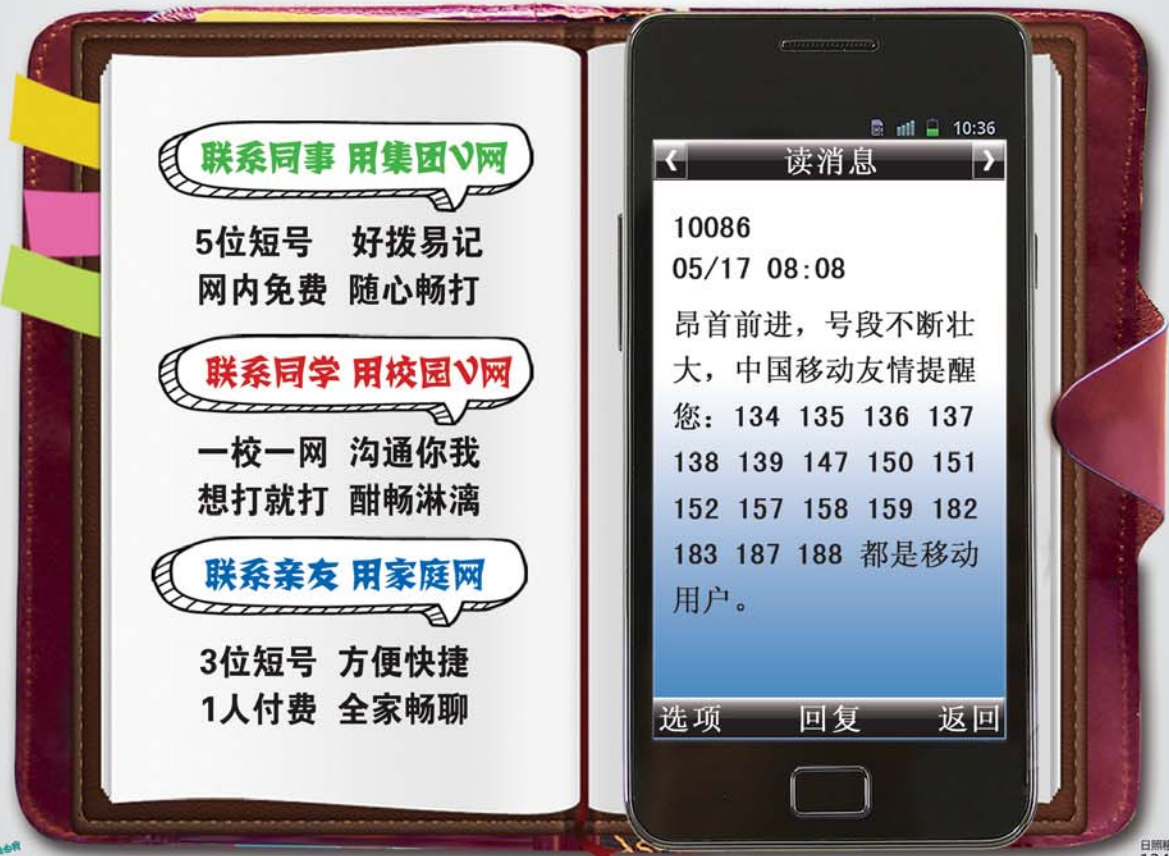 联系同事 用集团V网
5位短号 好拨易记
网内免费 随心畅打
联系同学 用校园V网
一校一网 沟通你我
想打就打 酣畅淋漓
联系亲友 用家庭网
3位短号 方便快捷
1人付费 全家畅聊
10:36
读消息
10086
05/17 08:08
昂首前进，号段不断壮
大，中国移动友情提醒
您：134 135 136 137
138 139 147 150 151
152 157 158 159 182
183 187 188 都是移动
用户。
选项 回复 返回
日照